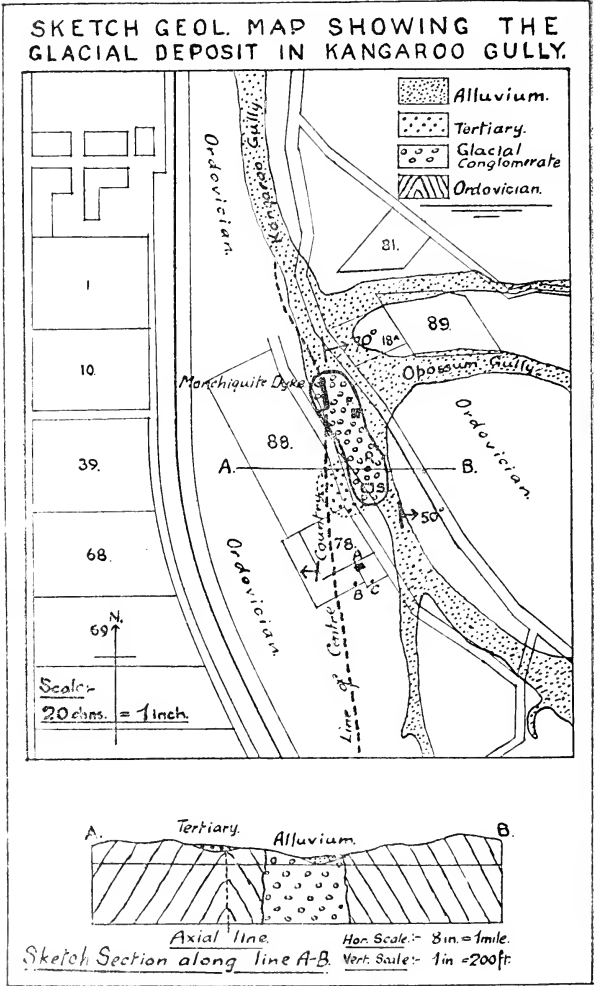 SKETCH GEOL. MAP SHOWING THE
GLACIAL DEPOSIT IN KANGAROO GULLY.
Alluvium.
Tertiary.
Glacial
Conglomerate
Ordovician.
Ordovician.
Kangaroo Gully
81.
1
89.
70°
18A
10.
Opossum Gully.
Monchiquite Dyke
Ordovician.
88.
A.
B.
39.
S
50°
78.
A
B
C
Ordovician.
68.
Line of Centre Country
69
N.
Scale:-
20 chns. = 1 inch.
A.
Tertiary.
Alluvium.
B.
Axial line.
Hor. Scale:- 8 in. = 1 mile.
Sketch Section along line A-B.
Vert. Scale:- 1 in = 200 ft.